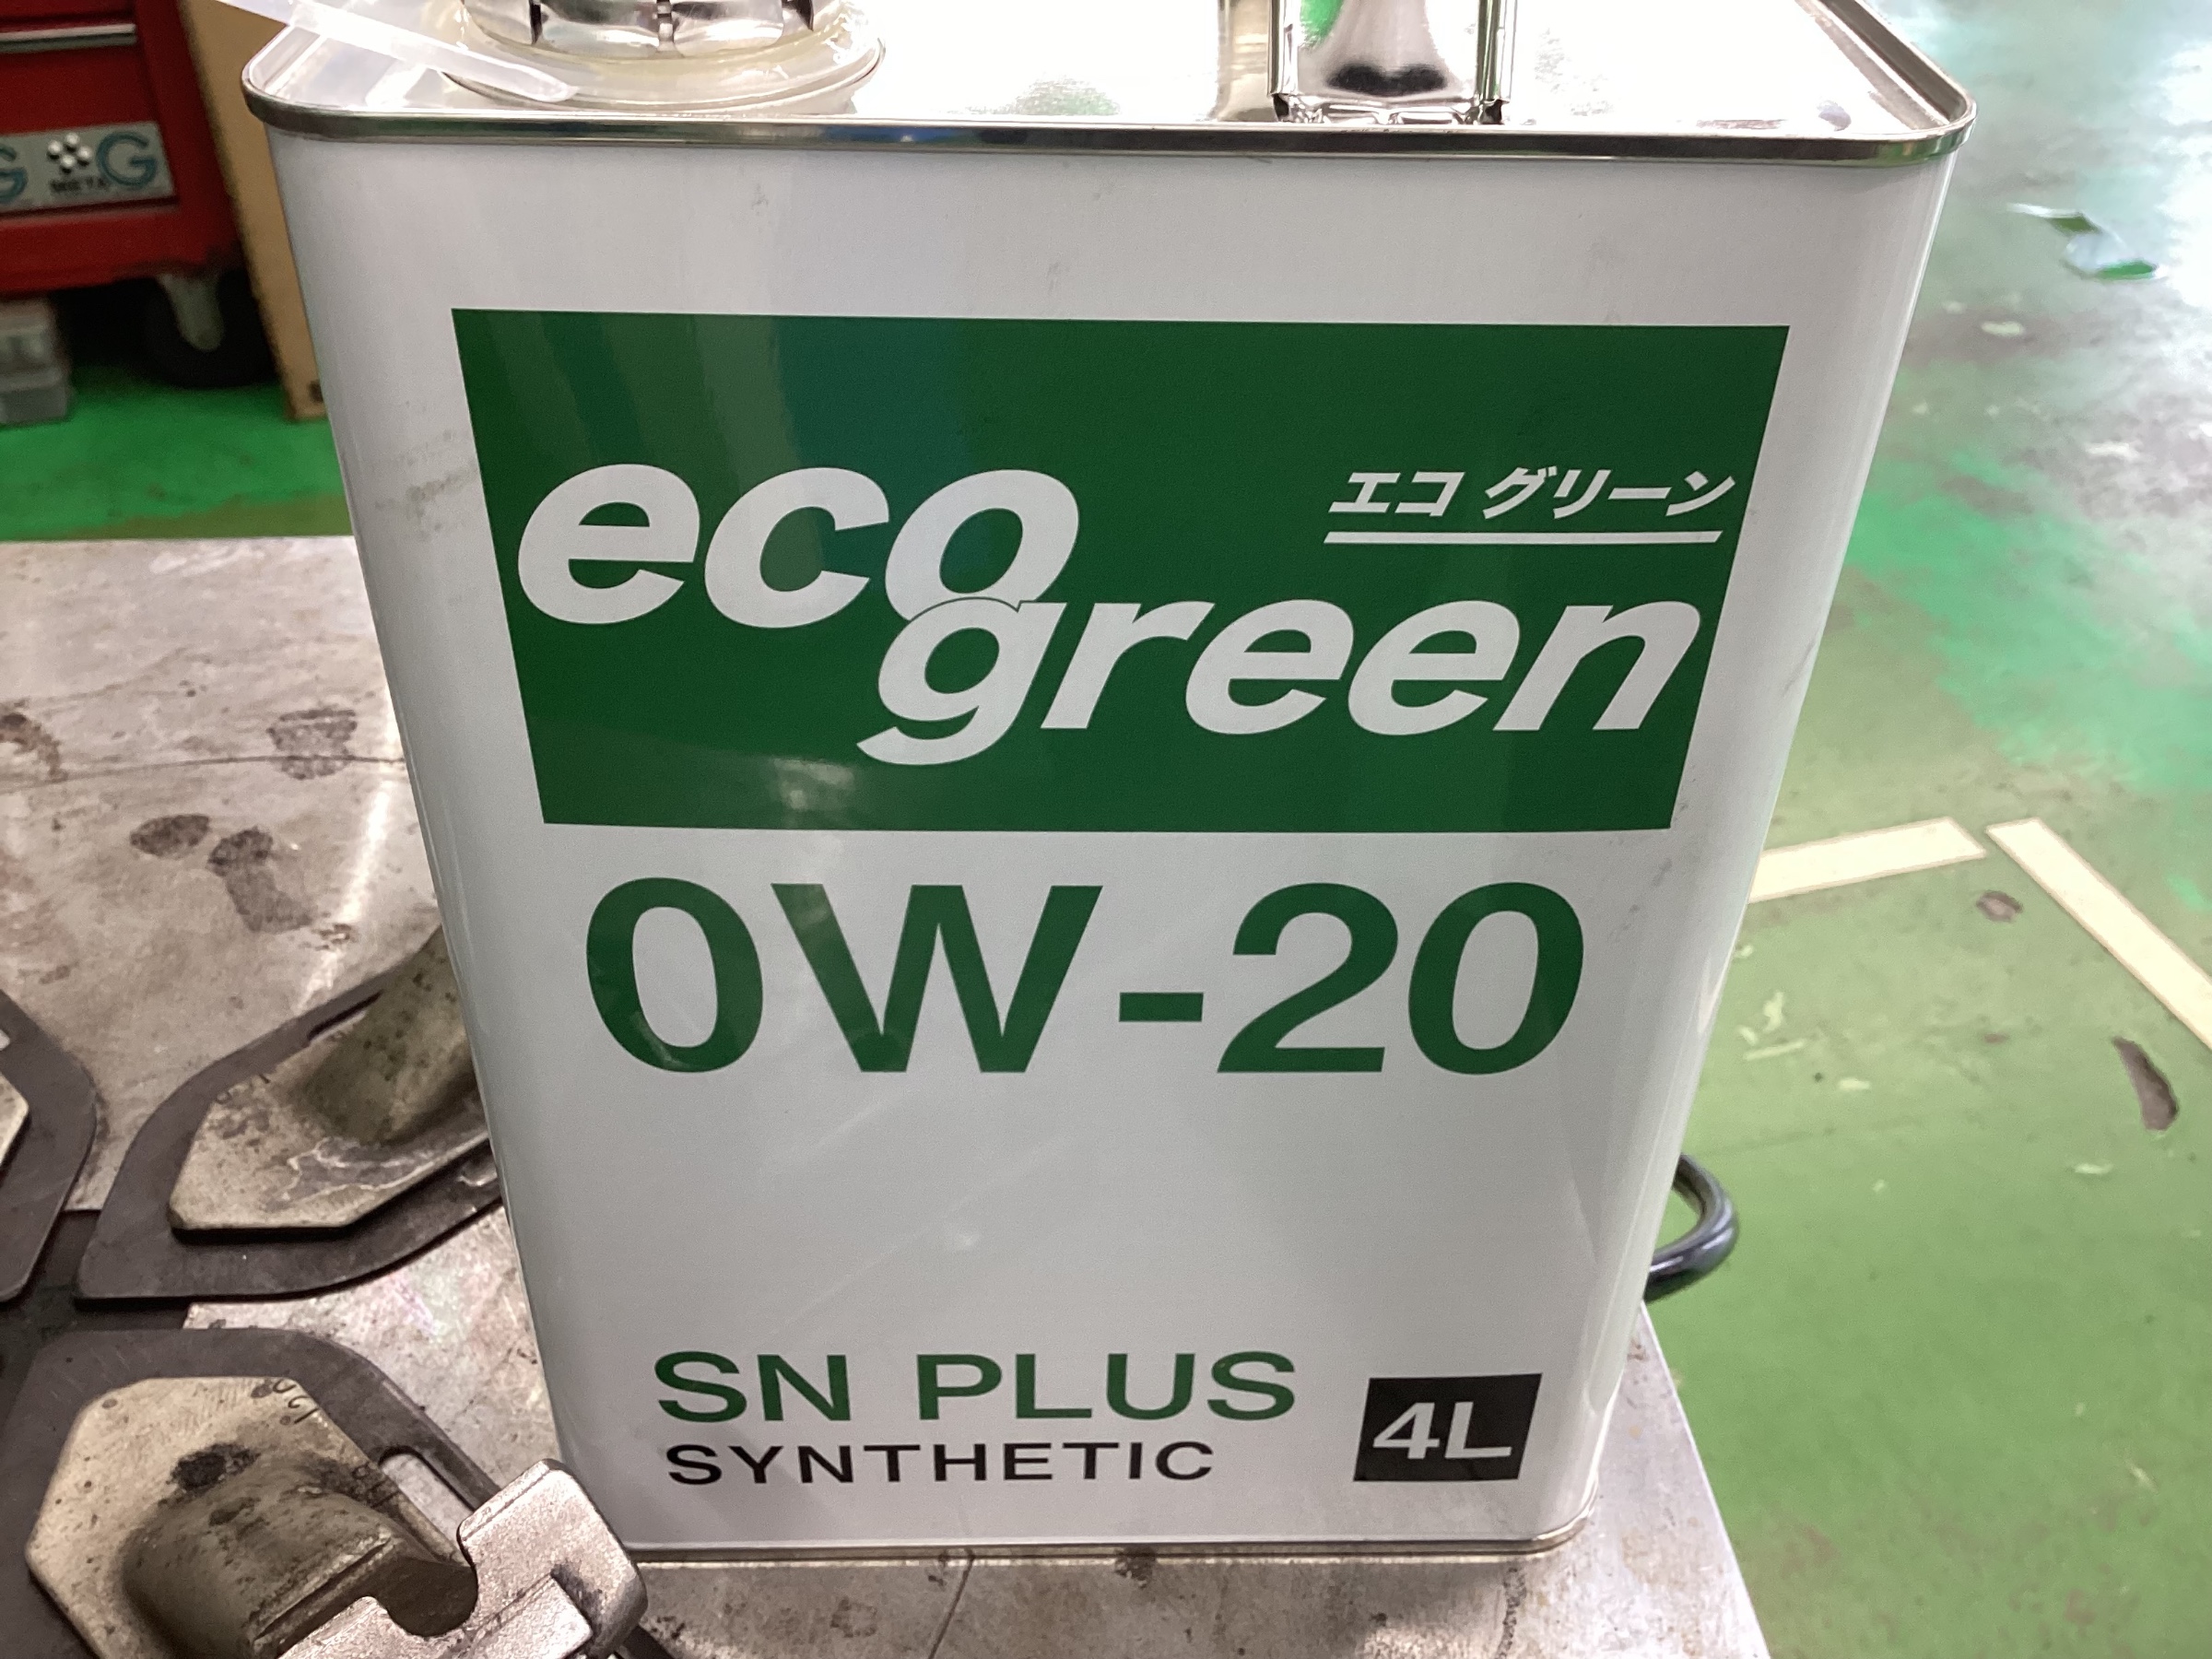 エコ グリーン
eco
green
0W-20
SN PLUS
SYNTHETIC
4L